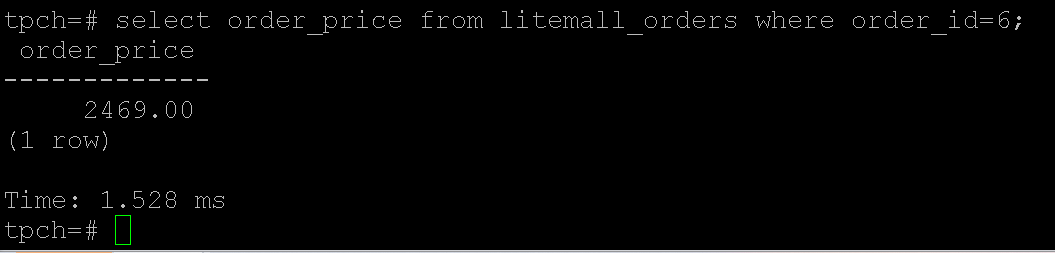 tpch=# select order_price from litemall_orders where order_id=6;
 order_price
-------------
     2469.00
(1 row)

Time: 1.528 ms
tpch=#